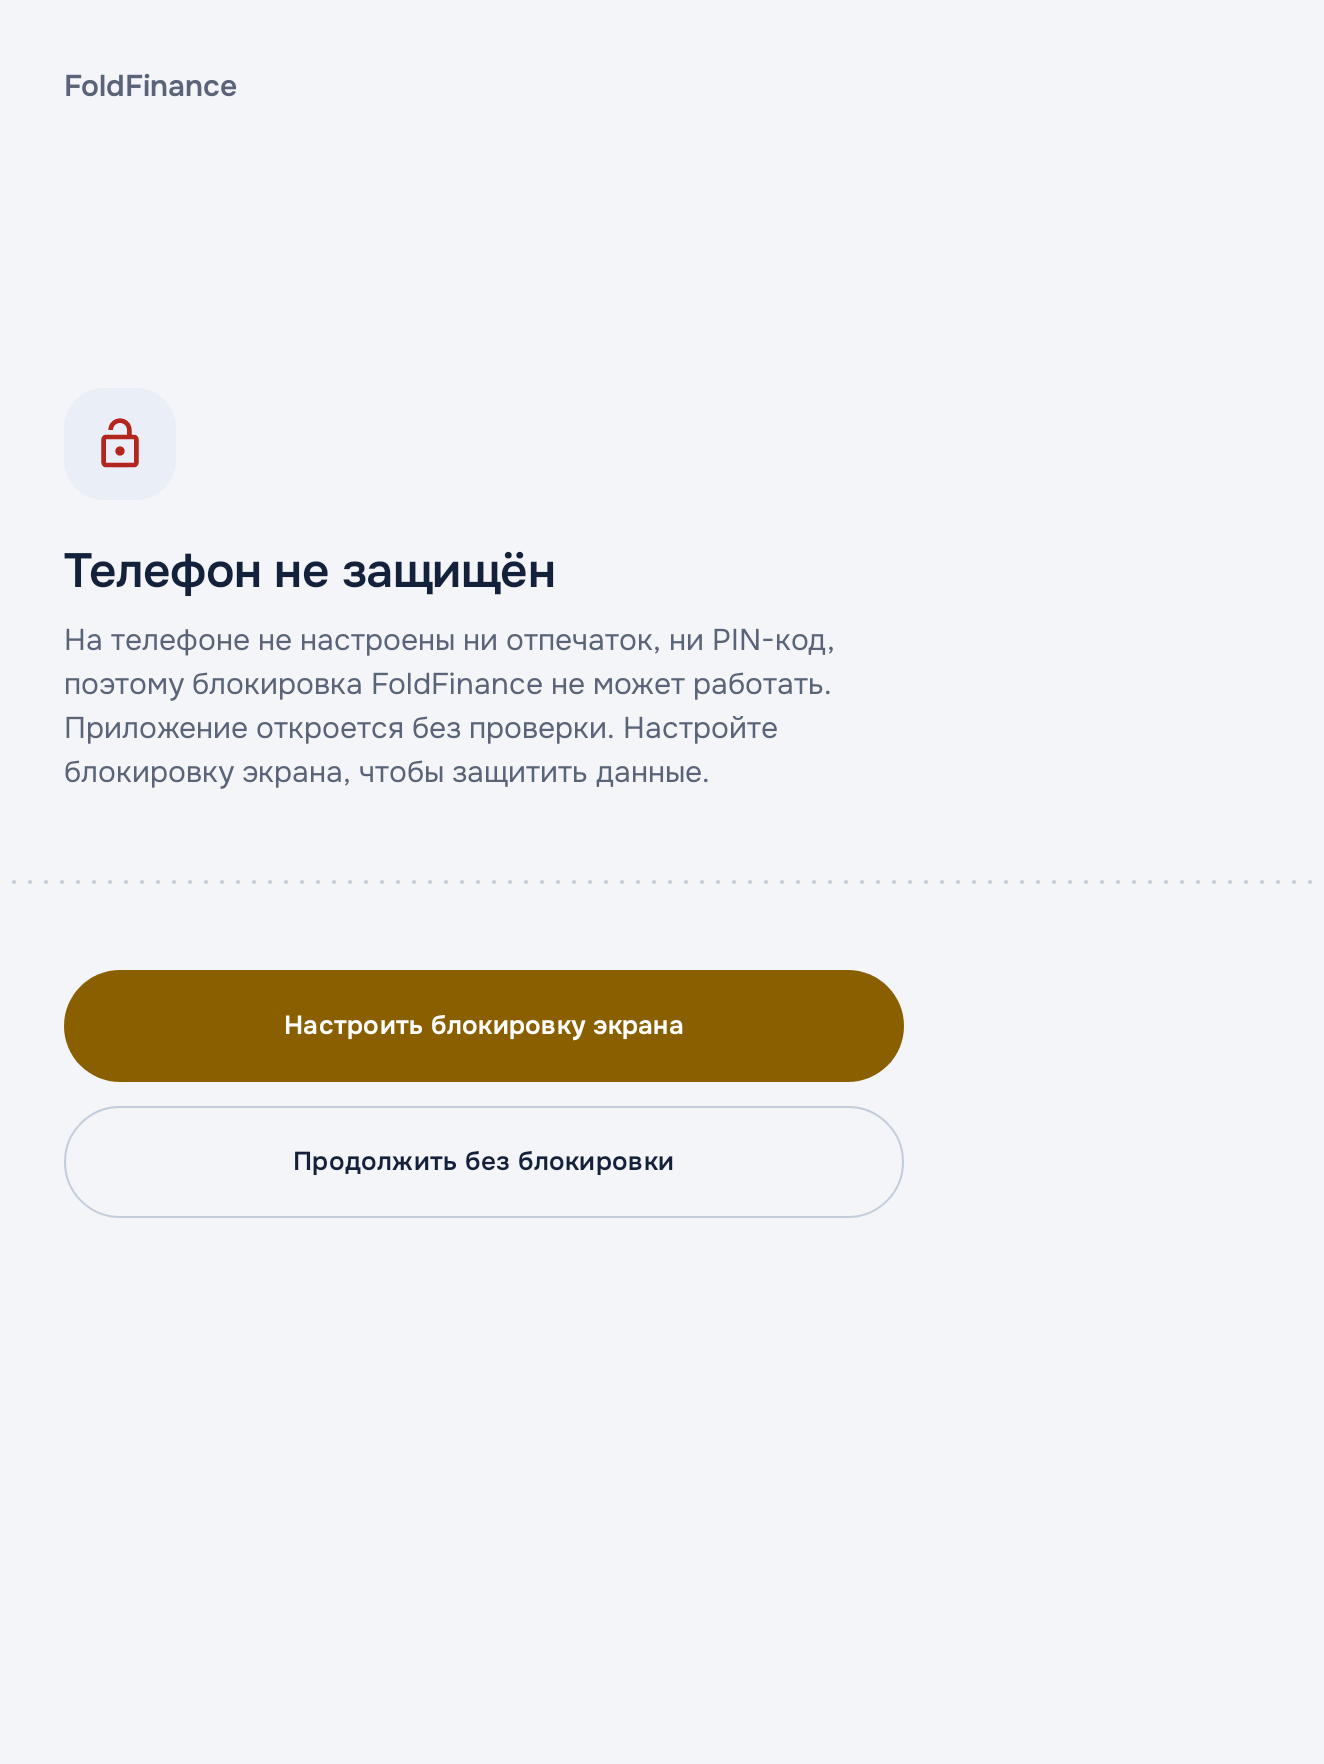 FoldFinance
Телефон не защищён
На телефоне не настроены ни отпечаток, ни PIN-код,
поэтому блокировка FoldFinance не может работать.
Приложение откроется без проверки. Настройте
блокировку экрана, чтобы защитить данные.
Настроить блокировку экрана
Продолжить без блокировки